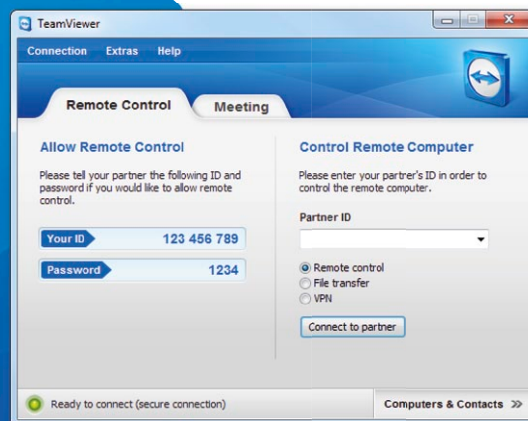 TeamViewer
Connection Extras Help
Remote Control Meeting
Allow Remote Control
Please tell your partner the following ID and
password if you would like to allow remote
control.
Your ID 123 456 789
Password 1234
Control Remote Computer
Please enter your partner's ID in order to
control the remote computer.
Partner ID
Remote control
File transfer
VPN
Connect to partner
Ready to connect (secure connection)
Computers & Contacts >>